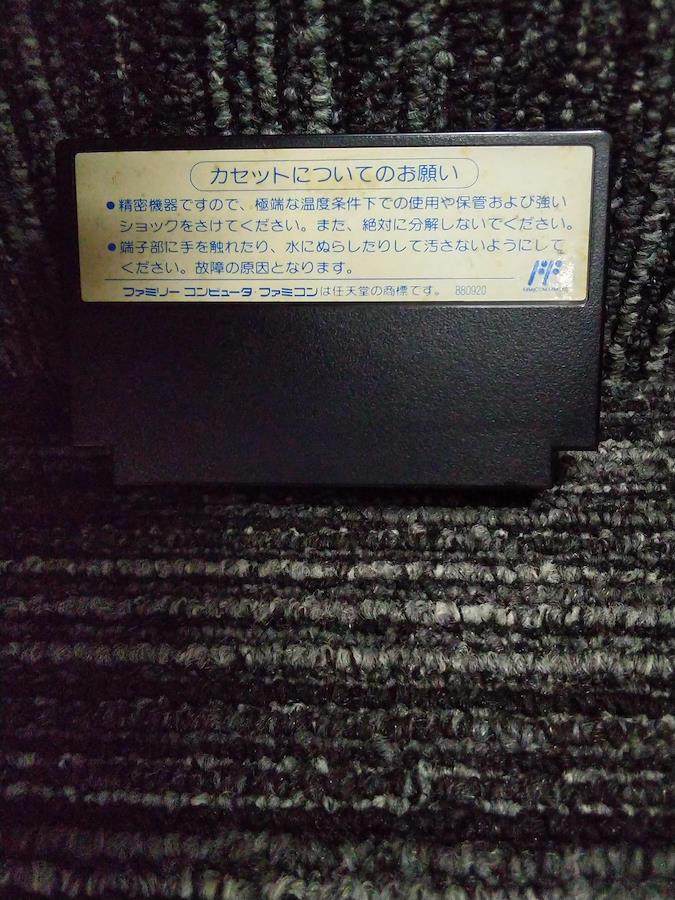 カセットについてのお願い
●精密機器ですので、極端な温度条件下での使用や保管および強い
ショックをさけてください。また、絶対に分解しないでください。
●端子部に手を触れたり、水にぬらしたりして汚さないようにして
ください。故障の原因となります。
ファミリーコンピュータ・ファミコンは任天堂の商標です。 880920